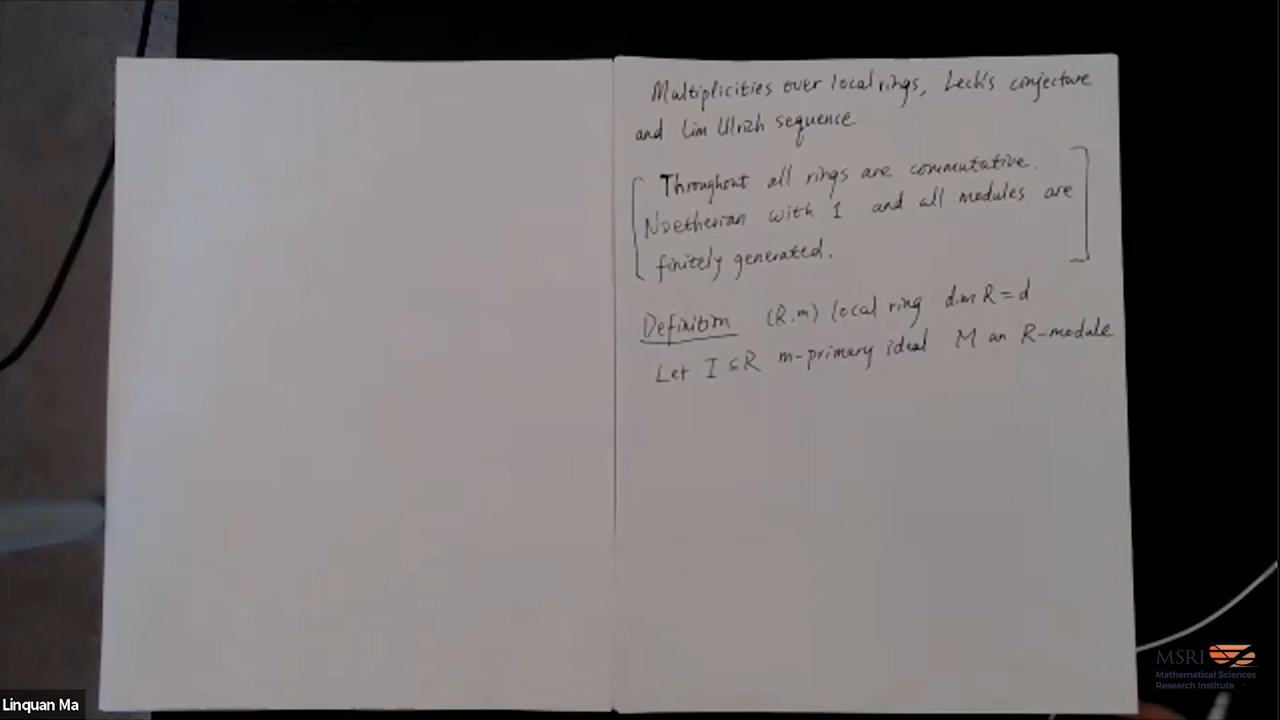 Multiplicities over local rings, Lech's conjecture
and Lim Ulrich sequence
Throughout all rings are commutative.
Noetherian with 1 and all modules are
finitely generated.
Definition (R.m) local ring dim R = d
Let I ⊆ R m-primary ideal M an R-module
MSRI
Mathematical Sciences
Research Institute
Linquan Ma